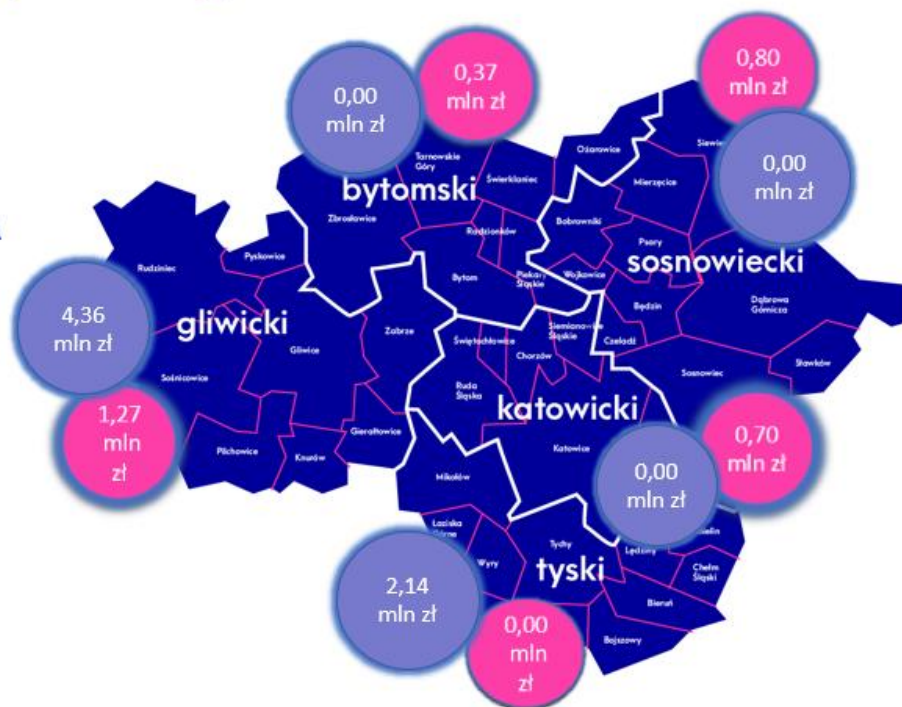 0,80
mln zł
0,37
mln zł
0,00
mln zł
Ożarowice
Tarnowskie
Góry
Mierzęcice
0,00
mln zł
Świerklaniec
bytomski
Zbrosławice
Bobrowniki
Radzionków
Psary
Pyskowice
sosnowiecki
Rudziniec
Bytom
Piekary
Śląskie
Wojkowice
Będzin
Dąbrowa
Górnicza
4,36
mln zł
gliwicki
Zabrze
Siemianowice
Śląskie
Świętochłowice
Czeladź
Gliwice
Chorzów
Sławków
Sośnicowice
Sosnowiec
Ruda
Śląska
katowicki
1,27
mln
zł
Gierałtowice
0,70
mln zł
Pilchowice
Knurów
Katowice
Mikołów
0,00
mln zł
Łaziska
Górne
Tychy
Lędziny
Wyry
tyski
Chełm
Śląski
2,14
mln zł
Bieruń
0,00
mln
zł
Bojszowy